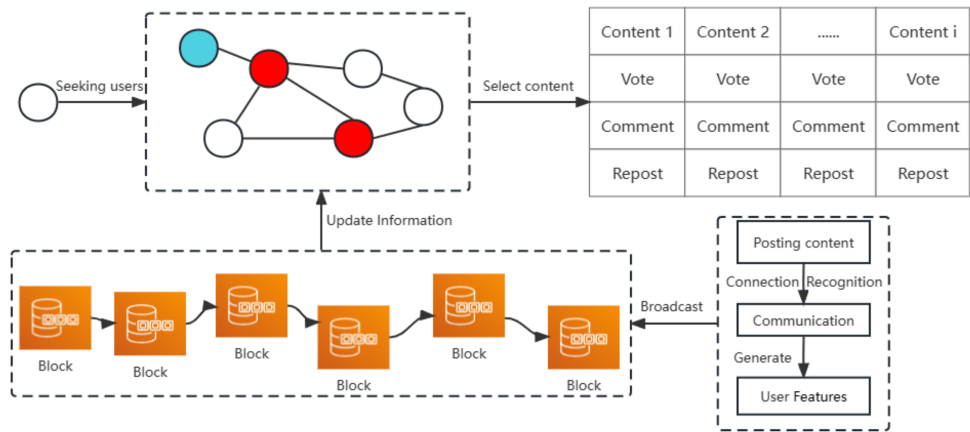 Seeking users
Select content
Content 1 Content 2 ...... Content i
Vote Vote Vote Vote
Comment Comment Comment Comment
Repost Repost Repost Repost
Update Information
Posting content
Connection Recognition
Broadcast
Communication
Generate
User Features
Block
Block
Block
Block
Block
Block